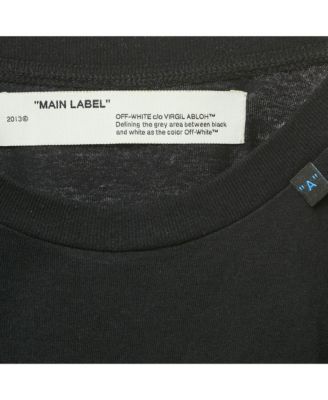 "MAIN LABEL"
2013©
OFF-WHITE c/o VIRGIL ABLOH™
Defining the grey area between black
and white as the color Off-White™
"A"